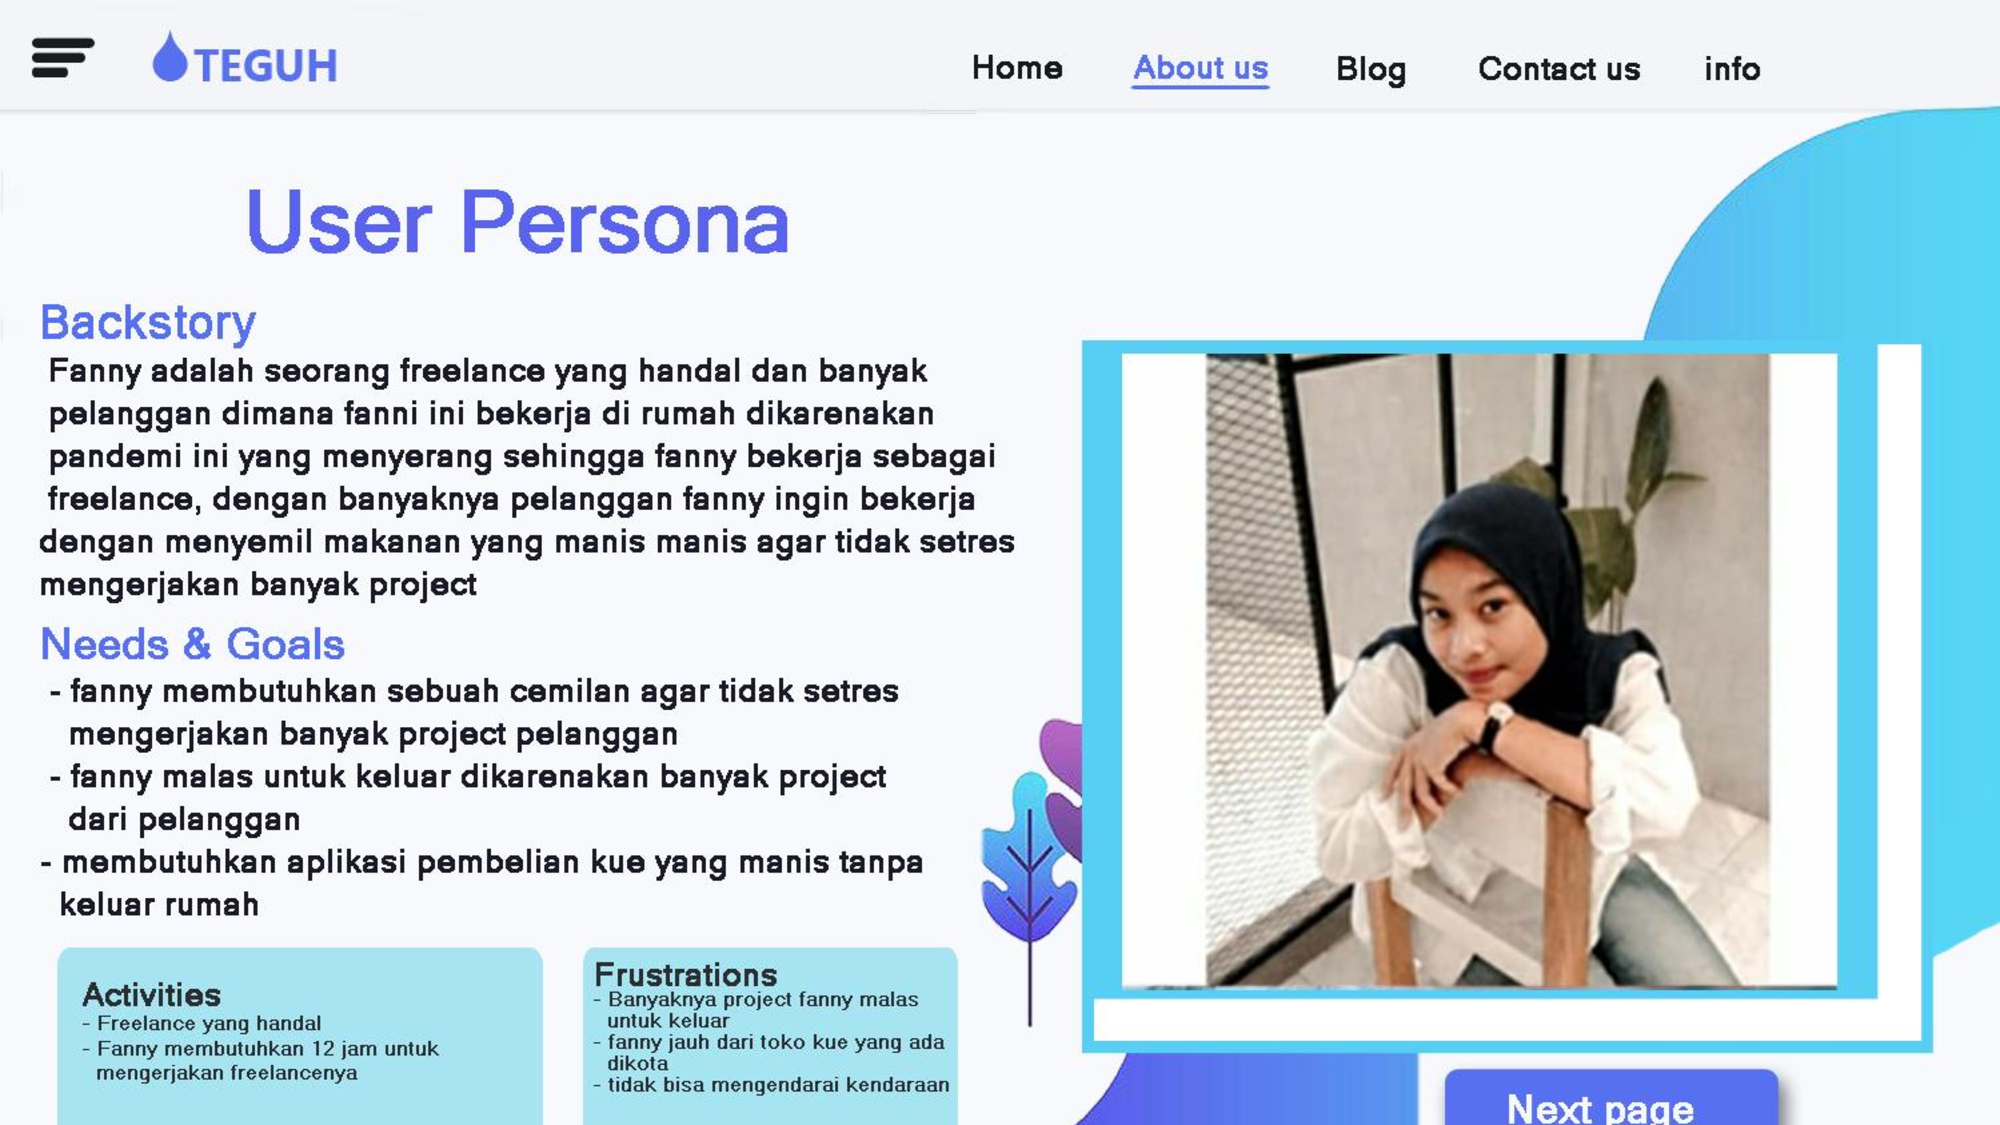 TEGUH
Home
About us
Blog
Contact us
info
User Persona
Backstory
Fanny adalah seorang freelance yang handal dan banyak
pelanggan dimana fanni ini bekerja di rumah dikarenakan
pandemi ini yang menyerang sehingga fanny bekerja sebagai
freelance, dengan banyaknya pelanggan fanny ingin bekerja
dengan menyemil makanan yang manis manis agar tidak setres
mengerjakan banyak project
Needs & Goals
- fanny membutuhkan sebuah cemilan agar tidak setres
mengerjakan banyak project pelanggan
- fanny malas untuk keluar dikarenakan banyak project
dari pelanggan
- membutuhkan aplikasi pembelian kue yang manis tanpa
keluar rumah
Activities
- Freelance yang handal
- Fanny membutuhkan 12 jam untuk
mengerjakan freelancenya
Frustrations
- Banyaknya project fanny malas
untuk keluar
- fanny jauh dari toko kue yang ada
dikota
- tidak bisa mengendarai kendaraan
Next page